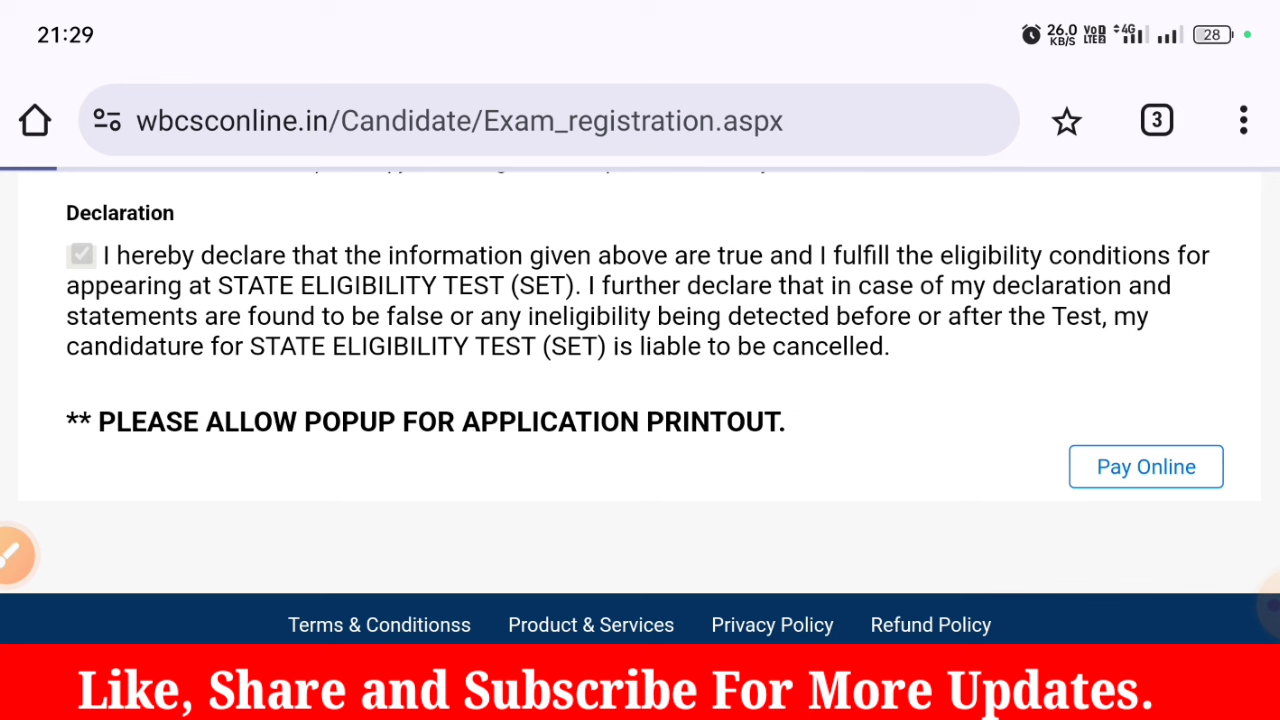 21:29
26.0 KB/S VoD LTE2 4G 28
wbcsconline.in/Candidate/Exam_registration.aspx
3
Declaration
I hereby declare that the information given above are true and I fulfill the eligibility conditions for
appearing at STATE ELIGIBILITY TEST (SET). I further declare that in case of my declaration and
statements are found to be false or any ineligibility being detected before or after the Test, my
candidature for STATE ELIGIBILITY TEST (SET) is liable to be cancelled.
** PLEASE ALLOW POPUP FOR APPLICATION PRINTOUT.
Pay Online
Terms & Conditionss Product & Services Privacy Policy Refund Policy
Like, Share and Subscribe For More Updates.